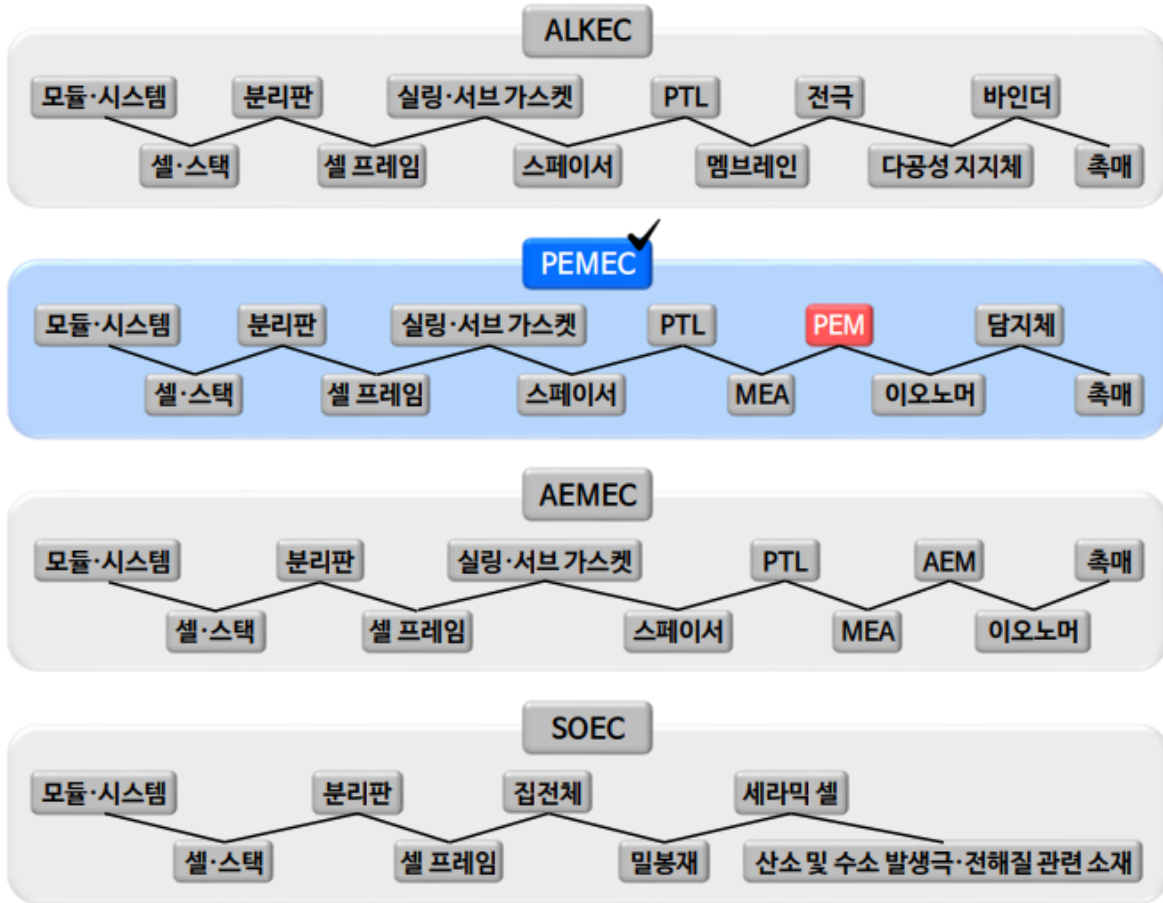 ALKEC
모듈·시스템 분리판 실링·서브 가스켓 PTL 전극 바인더
셀·스택 셀 프레임 스페이서 멤브레인 다공성 지지체 촉매
PEMEC
모듈·시스템 분리판 실링·서브 가스켓 PTL PEM 담지체
셀·스택 셀 프레임 스페이서 MEA 이오노머 촉매
AEMEC
모듈·시스템 분리판 실링·서브 가스켓 PTL AEM 촉매
셀·스택 셀 프레임 스페이서 MEA 이오노머
SOEC
모듈·시스템 분리판 집전체 세라믹 셀
셀·스택 셀 프레임 밀봉재 산소 및 수소 발생극·전해질 관련 소재